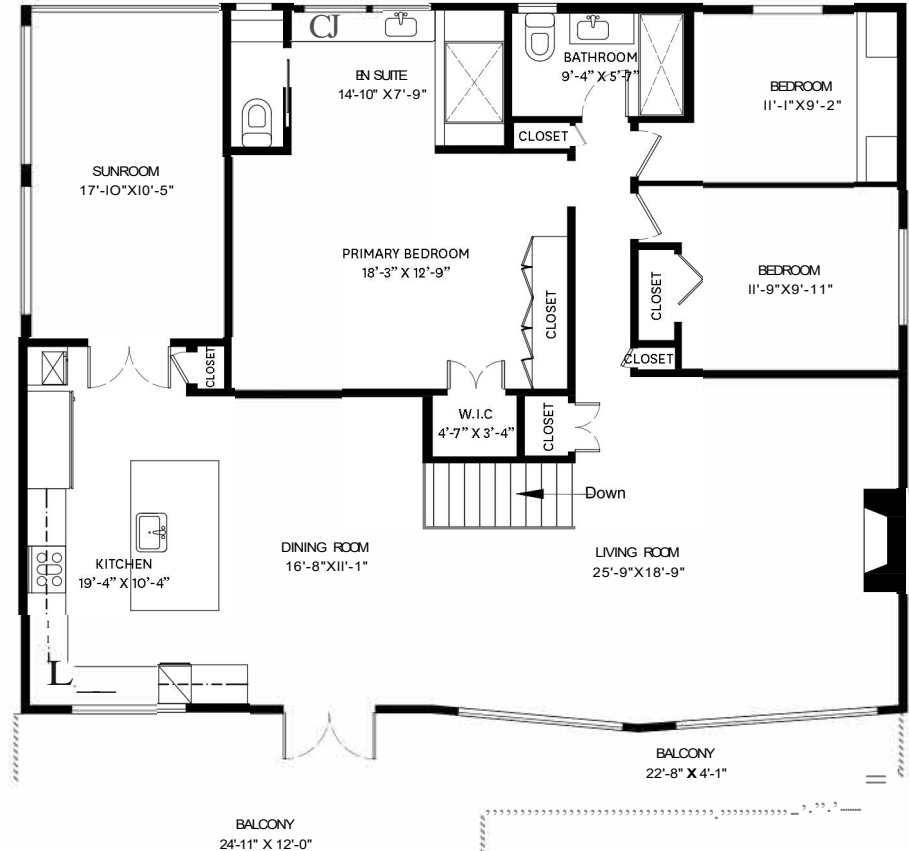 CJ
EN SUITE
14'-10" X7'-9"
BATHROOM
9'-4" X 5'-7"
BEDROOM
11'-1"X9'-2"
CLOSET
SUNROOM
17'-10"X10'-5"
PRIMARY BEDROOM
18'-3" X 12'-9"
CLOSET
CLOSET
BEDROOM
11'-9"X9'-11"
CLOSET
CLOSET
W.I.C
4'-7" X 3'-4"
CLOSET
Down
DINING ROOM
16'-8"X11'-1"
LIVING ROOM
25'-9"X18'-9"
KITCHEN
19'-4" X 10'-4"
L
BALCONY
22'-8" X 4'-1"
BALCONY
24'-11" X 12'-0"